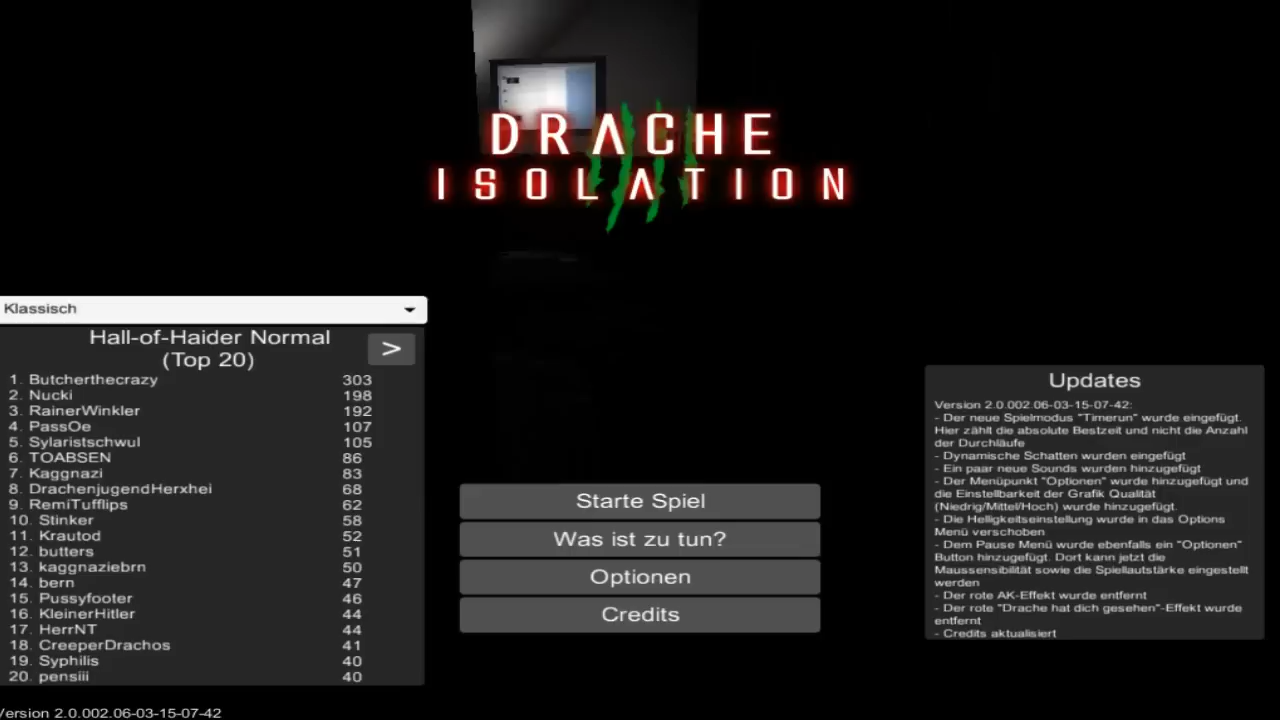 DRACHE
ISOLATION
Klassisch
Hall-of-Haider Normal
(Top 20)
>
1. Butcherthecrazy 303
2. Nucki 198
3. RainerWinkler 192
4. PassOe 107
5. Sylaristschwul 105
6. TOABSEN 86
7. Kaggnazi 83
8. DrachenjugendHerxhei 68
9. RemiTufflips 62
10. Stinker 58
11. Krautod 52
12. butters 51
13. kaggnaziebrn 50
14. bern 47
15. Pussyfooter 46
16. KleinerHitler 44
17. HerrNT 44
18. CreeperDrachos 41
19. Syphilis 40
20. pensiii 40
Starte Spiel
Was ist zu tun?
Optionen
Credits
Updates
Version 2.0.002.06-03-15-07-42:
- Der neue Spielmodus "Timerun" wurde eingefügt.
Hier zählt die absolute Bestzeit und nicht die Anzahl
der Durchläufe
- Dynamische Schatten wurden eingefügt
- Ein paar neue Sounds wurden hinzugefügt
- Der Menüpunkt "Optionen" wurde hinzugefügt und
die Einstellbarkeit der Grafik Qualität
(Niedrig/Mittel/Hoch) wurde hinzugefügt.
- Die Helligkeitseinstellung wurde in das Options
Menü verschoben
- Dem Pause Menü wurde ebenfalls ein "Optionen"
Button hinzugefügt. Dort kann jetzt die
Maussensibilität sowie die Spiellautstärke eingestellt
werden
- Der rote AK-Effekt wurde entfernt
- Der rote "Drache hat dich gesehen"-Effekt wurde
entfernt
- Credits aktualisiert
Version 2.0.002.06-03-15-07-42